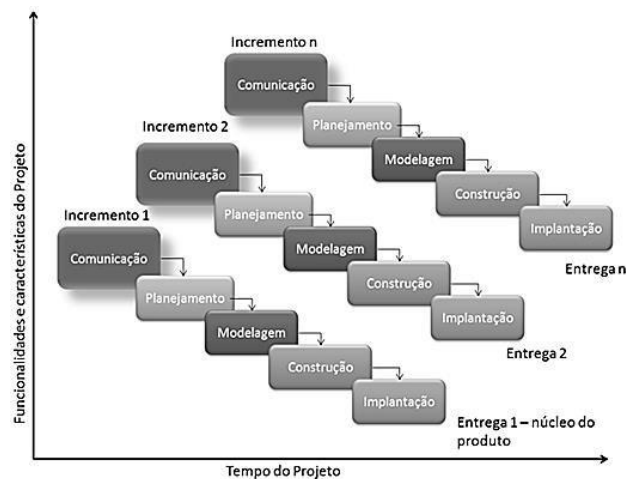 Funcionalidades e características do Projeto
Incremento n
Comunicação
Planejamento
Modelagem
Construção
Implantação
Entrega n
Incremento 2
Comunicação
Planejamento
Modelagem
Construção
Implantação
Entrega 2
Incremento 1
Comunicação
Planejamento
Modelagem
Construção
Implantação
Entrega 1 – núcleo do
produto
Tempo do Projeto